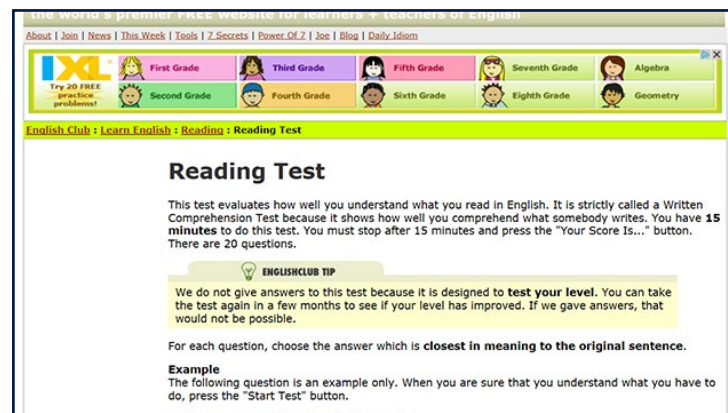 the world's premier FREE website for learners + teachers of English
About | Join | News | This Week | Tools | 7 Secrets | Power Of 7 | Joe | Blog | Daily Idiom
IXL
Try 20 FREE
practice
problems!
First Grade
Third Grade
Fifth Grade
Seventh Grade
Algebra
Second Grade
Fourth Grade
Sixth Grade
Eighth Grade
Geometry
English Club : Learn English : Reading : Reading Test
Reading Test
This test evaluates how well you understand what you read in English. It is strictly called a Written
Comprehension Test because it shows how well you comprehend what somebody writes. You have 15
minutes to do this test. You must stop after 15 minutes and press the "Your Score Is..." button.
There are 20 questions.
ENGLISHCLUB TIP
We do not give answers to this test because it is designed to test your level. You can take
the test again in a few months to see if your level has improved. If we gave answers, that
would not be possible.
For each question, choose the answer which is closest in meaning to the original sentence.
Example
The following question is an example only. When you are sure that you understand what you have to
do, press the "Start Test" button.